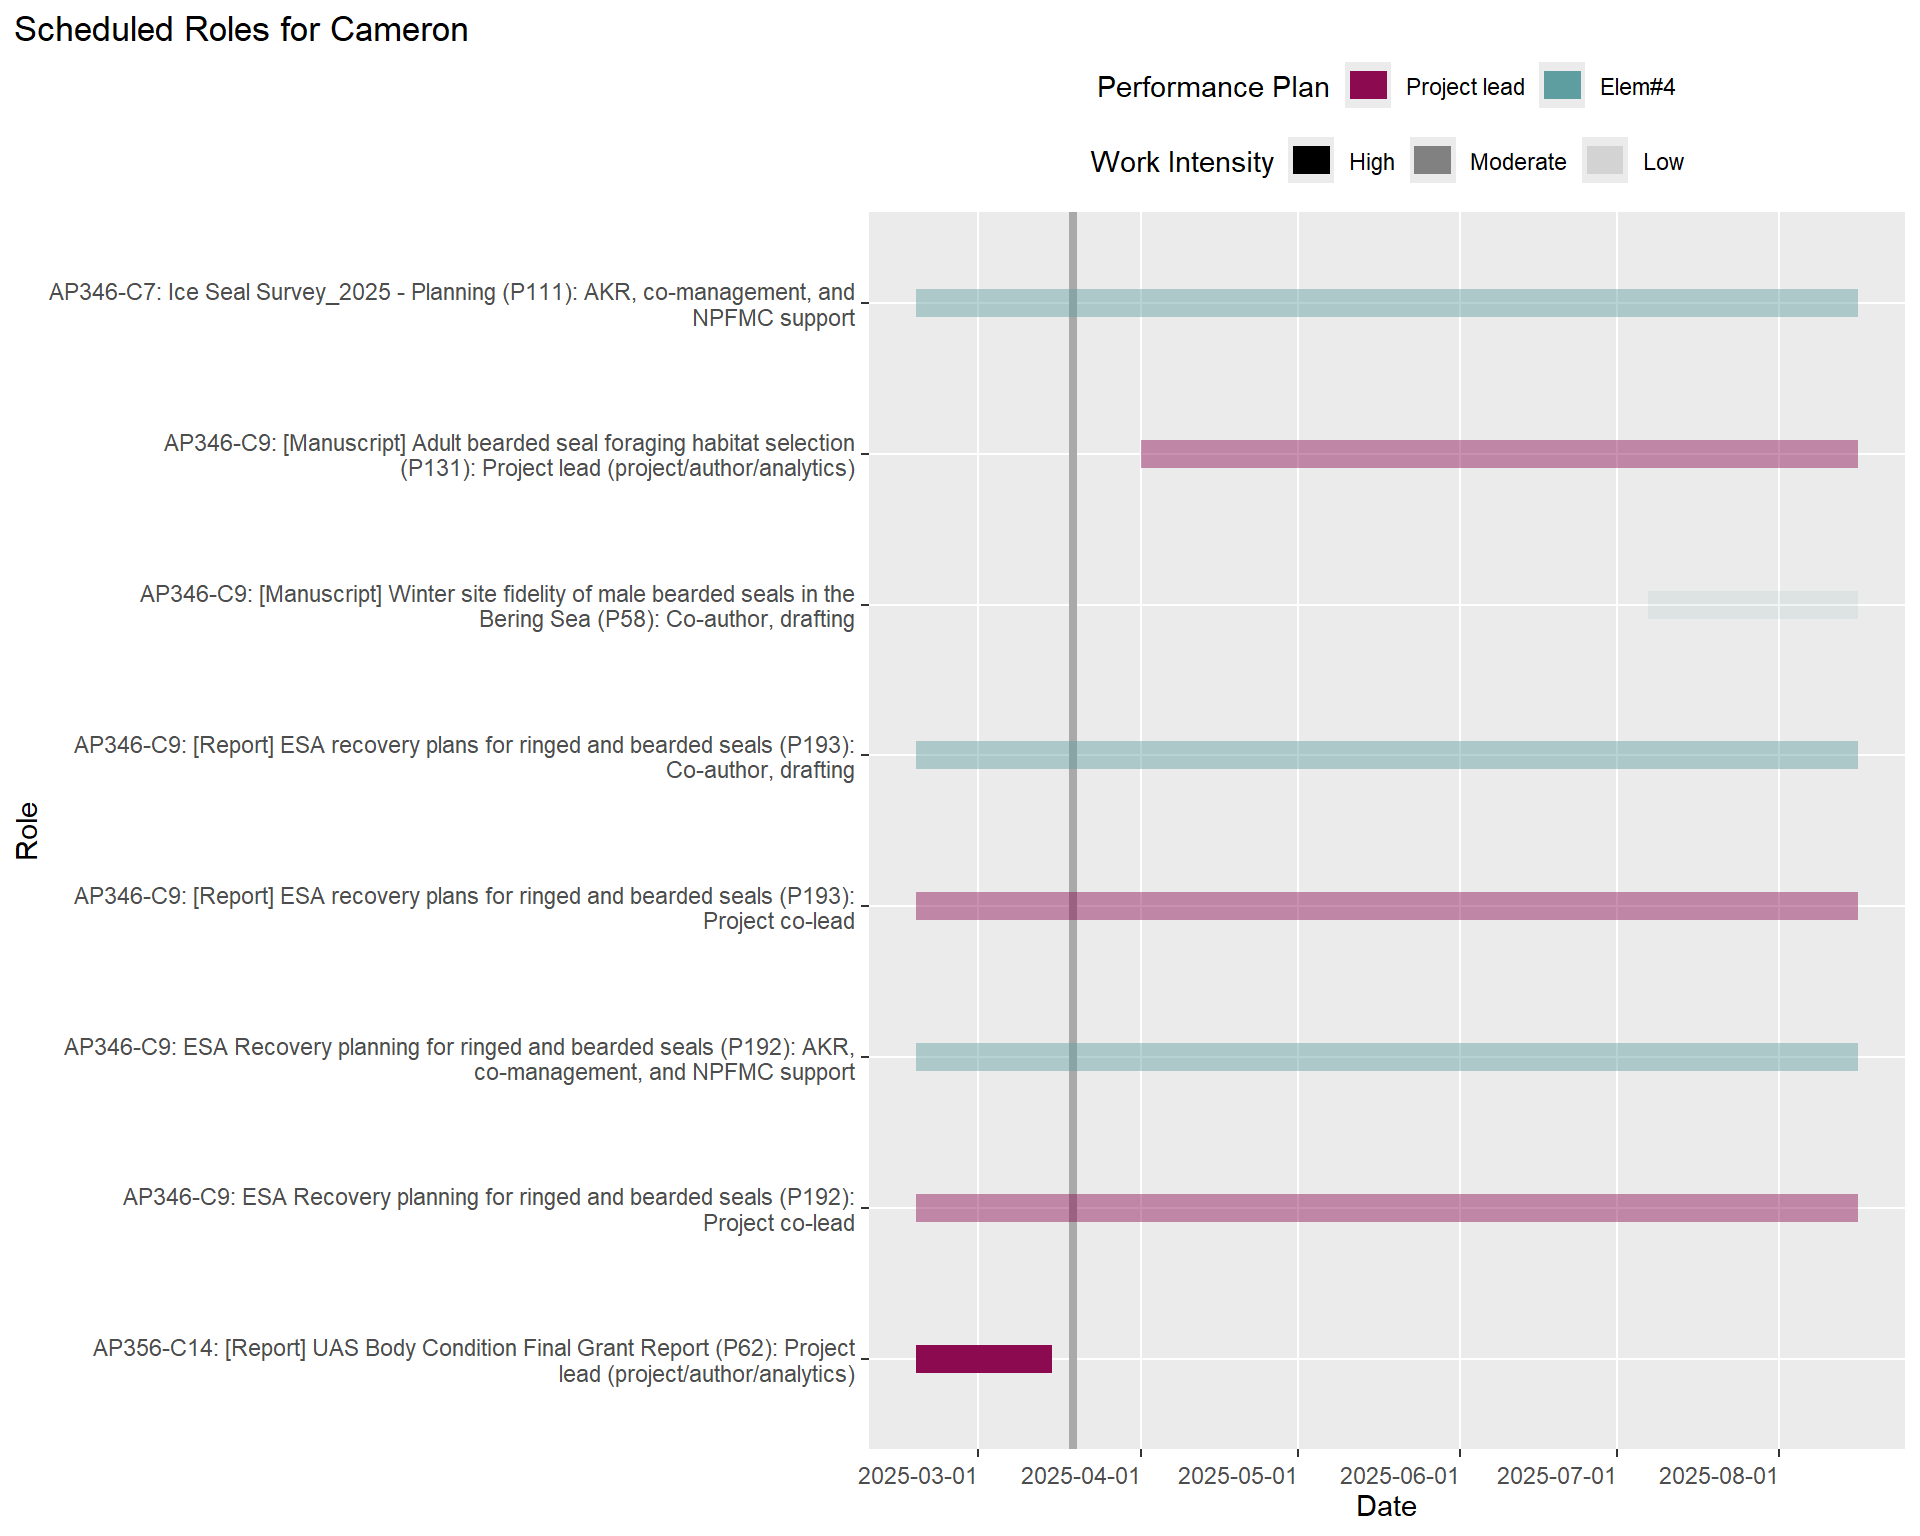 Scheduled Roles for Cameron
Performance Plan Project lead Elem#4
Work Intensity High Moderate Low
AP346-C7: Ice Seal Survey_2025 - Planning (P111): AKR, co-management, and
NPFMC support
AP346-C9: [Manuscript] Adult bearded seal foraging habitat selection
(P131): Project lead (project/author/analytics)
AP346-C9: [Manuscript] Winter site fidelity of male bearded seals in the
Bering Sea (P58): Co-author, drafting
AP346-C9: [Report] ESA recovery plans for ringed and bearded seals (P193):
Co-author, drafting
AP346-C9: [Report] ESA recovery plans for ringed and bearded seals (P193):
Project co-lead
AP346-C9: ESA Recovery planning for ringed and bearded seals (P192): AKR,
co-management, and NPFMC support
AP346-C9: ESA Recovery planning for ringed and bearded seals (P192):
Project co-lead
AP356-C14: [Report] UAS Body Condition Final Grant Report (P62): Project
lead (project/author/analytics)
Role
2025-03-01 2025-04-01 2025-05-01 2025-06-01 2025-07-01 2025-08-01
Date